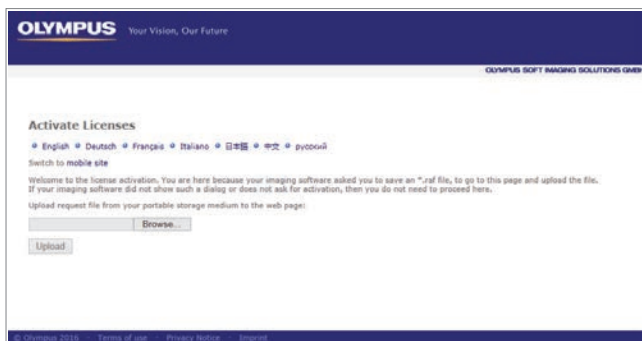 OLYMPUS Your Vision, Our Future
OLYMPUS SOFT IMAGING SOLUTIONS GMBH
Activate Licenses
English Deutsch Français Italiano 日本語 中文 русский
Switch to mobile site
Welcome to the license activation. You are here because your imaging software asked you to save an *.raf file, to go to this page and upload the file.
If your imaging software did not show such a dialog or does not ask for activation, then you do not need to proceed here.
Upload request file from your portable storage medium to the web page:
Browse...
Upload
© Olympus 2016 - Terms of use - Privacy Notice - Imprint